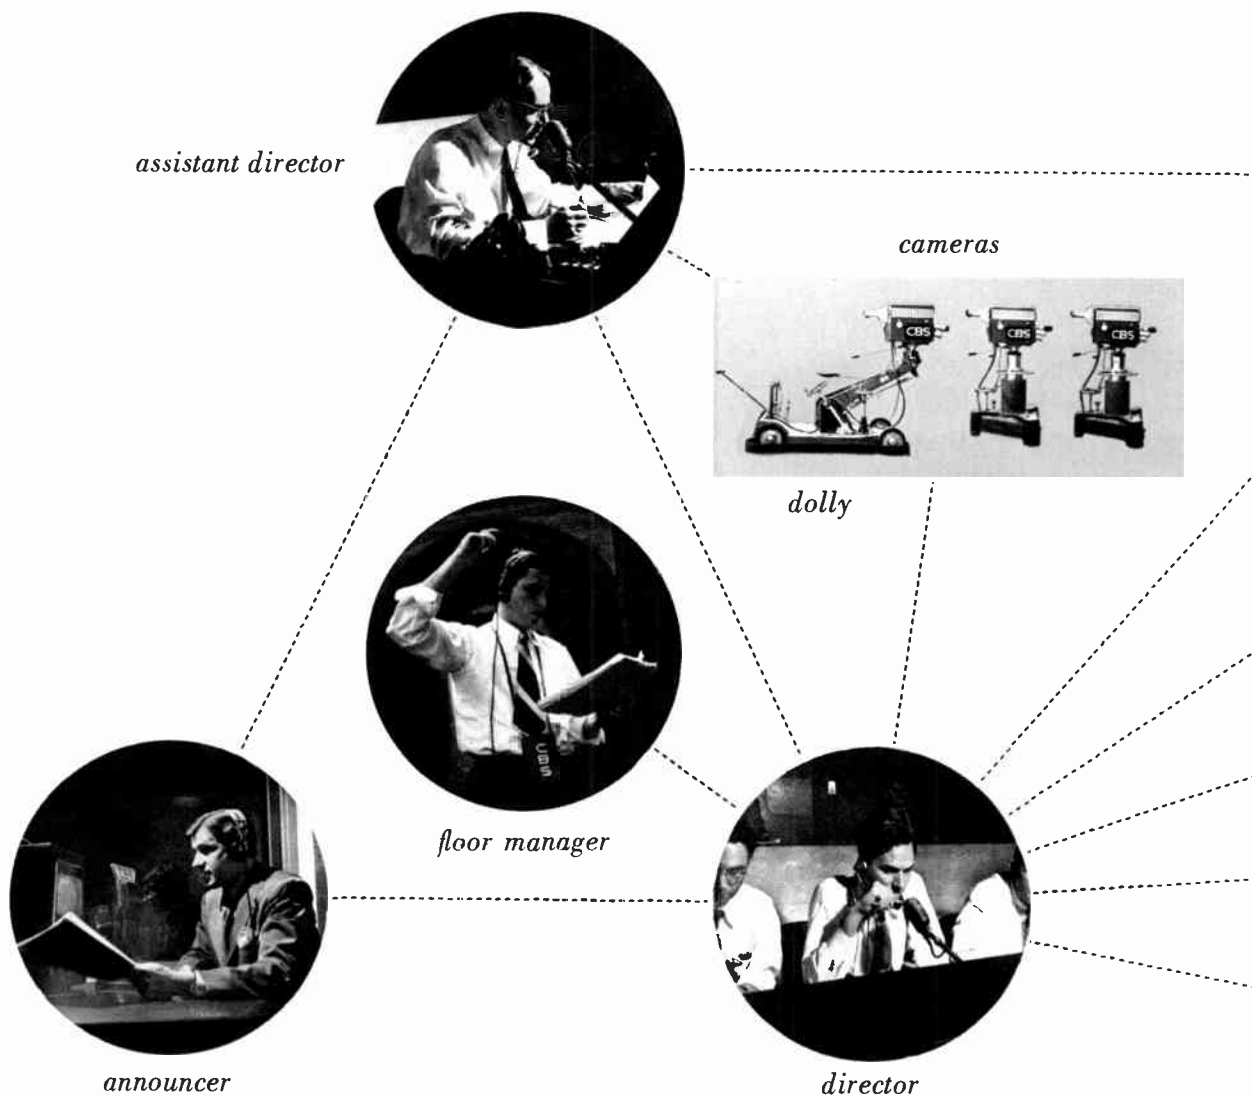 assistant director
cameras
CBS
CBS
CBS
dolly
CBS
floor manager
announcer
director